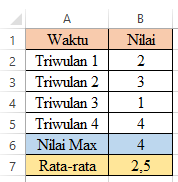 A B
1 Waktu Nilai
2 Triwulan 1 2
3 Triwulan 2 3
4 Triwulan 3 1
5 Triwulan 4 4
6 Nilai Max 4
7 Rata-rata 2,5